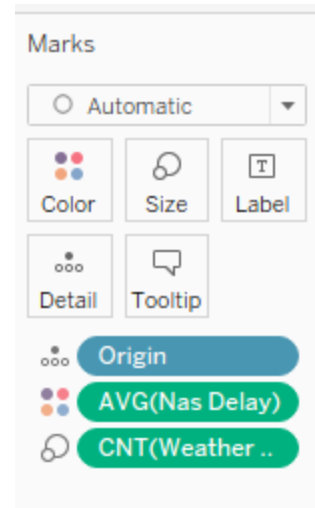 Marks
Automatic
Color Size Label
T
Detail Tooltip
Origin
AVG(Nas Delay)
CNT(Weather ..